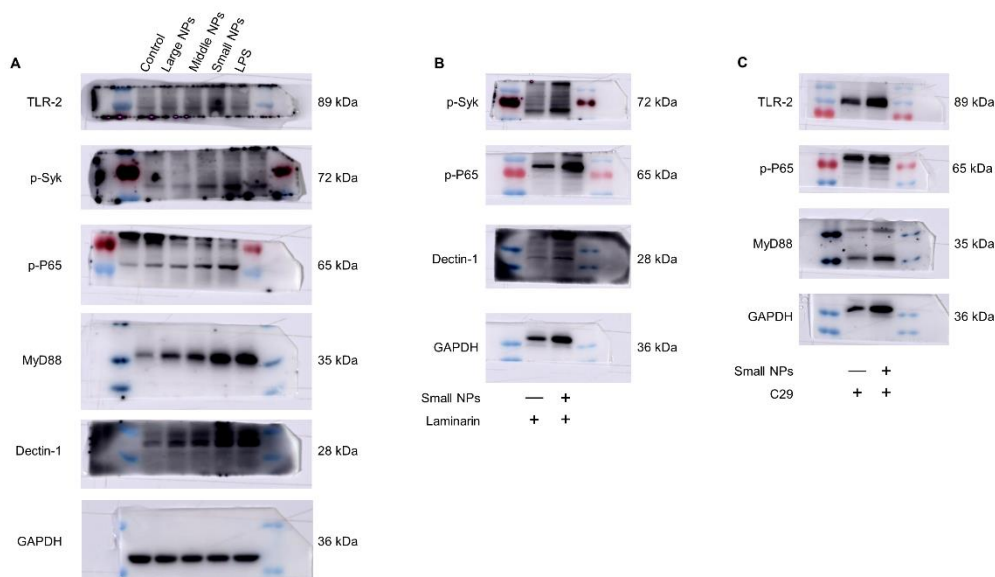 A
Control
Large NPs
Middle NPs
Small NPs
LPS
TLR-2
89 kDa
p-Syk
72 kDa
p-P65
65 kDa
MyD88
35 kDa
Dectin-1
28 kDa
GAPDH
36 kDa
B
p-Syk
72 kDa
p-P65
65 kDa
Dectin-1
28 kDa
GAPDH
36 kDa
Small NPs — +
Laminarin + +
C
TLR-2
89 kDa
p-P65
65 kDa
MyD88
35 kDa
GAPDH
36 kDa
Small NPs — +
C29 + +